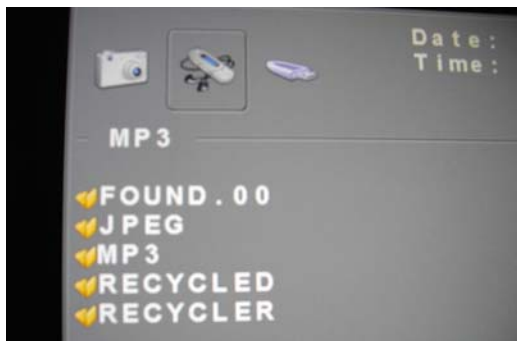 Date:
Time:
MP3
FOUND.00
JPEG
MP3
RECYCLED
RECYCLER